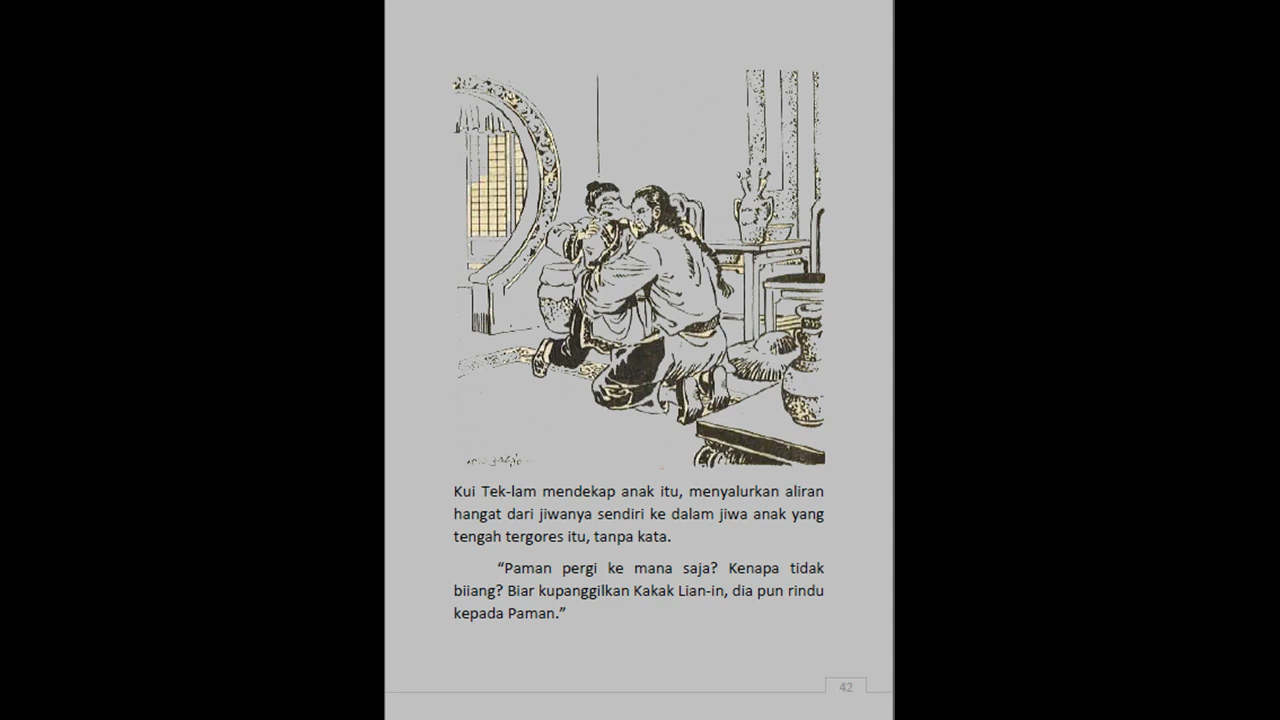 Kui Tek-lam mendekap anak itu, menyalurkan aliran
hangat dari jiwanya sendiri ke dalam jiwa anak yang
tengah tergores itu, tanpa kata.
“Paman pergi ke mana saja? Kenapa tidak
biiang? Biar kupanggilkan Kakak Lian-in, dia pun rindu
kepada Paman.”
42